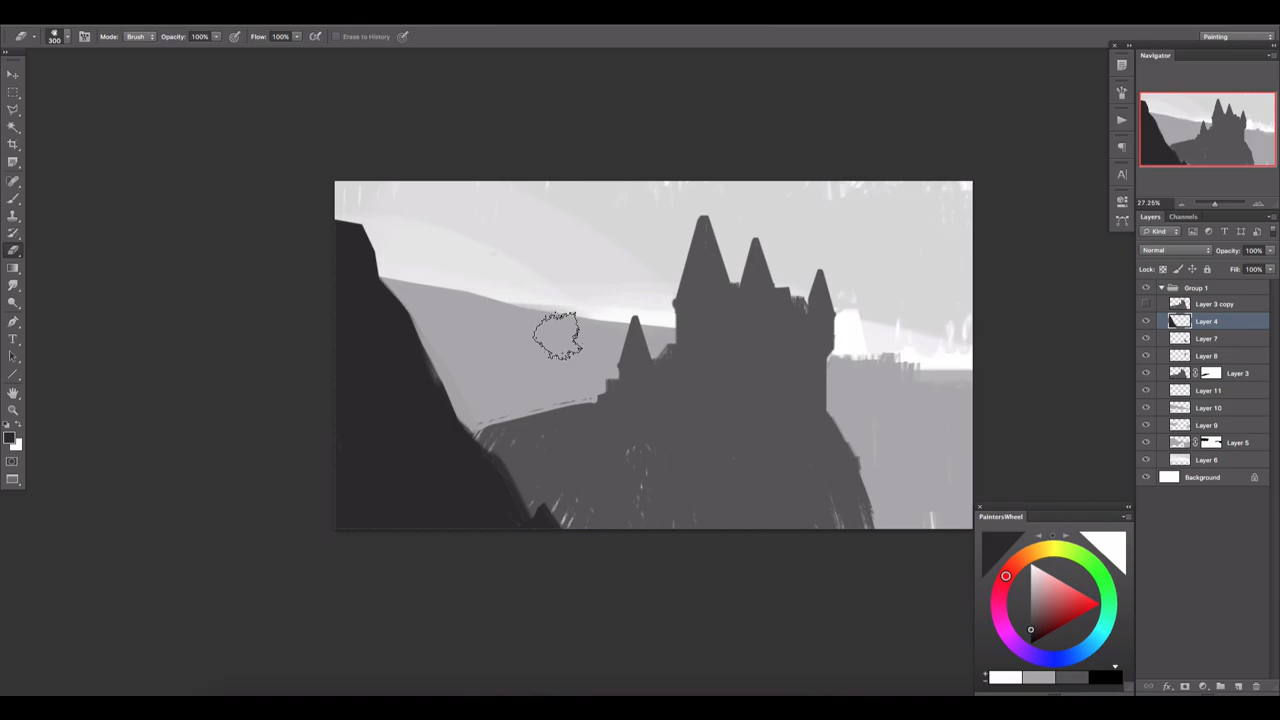 300 Mode: Brush Opacity: 100% Flow: 100% Erase to History Painting
Navigator
27.25%
Layers Channels
Kind
Normal Opacity: 100%
Lock: Fill: 100%
Group 1
Layer 3 copy
Layer 4
Layer 7
Layer 8
Layer 3
Layer 11
Layer 10
Layer 9
Layer 5
Layer 6
Background
PaintersWheel